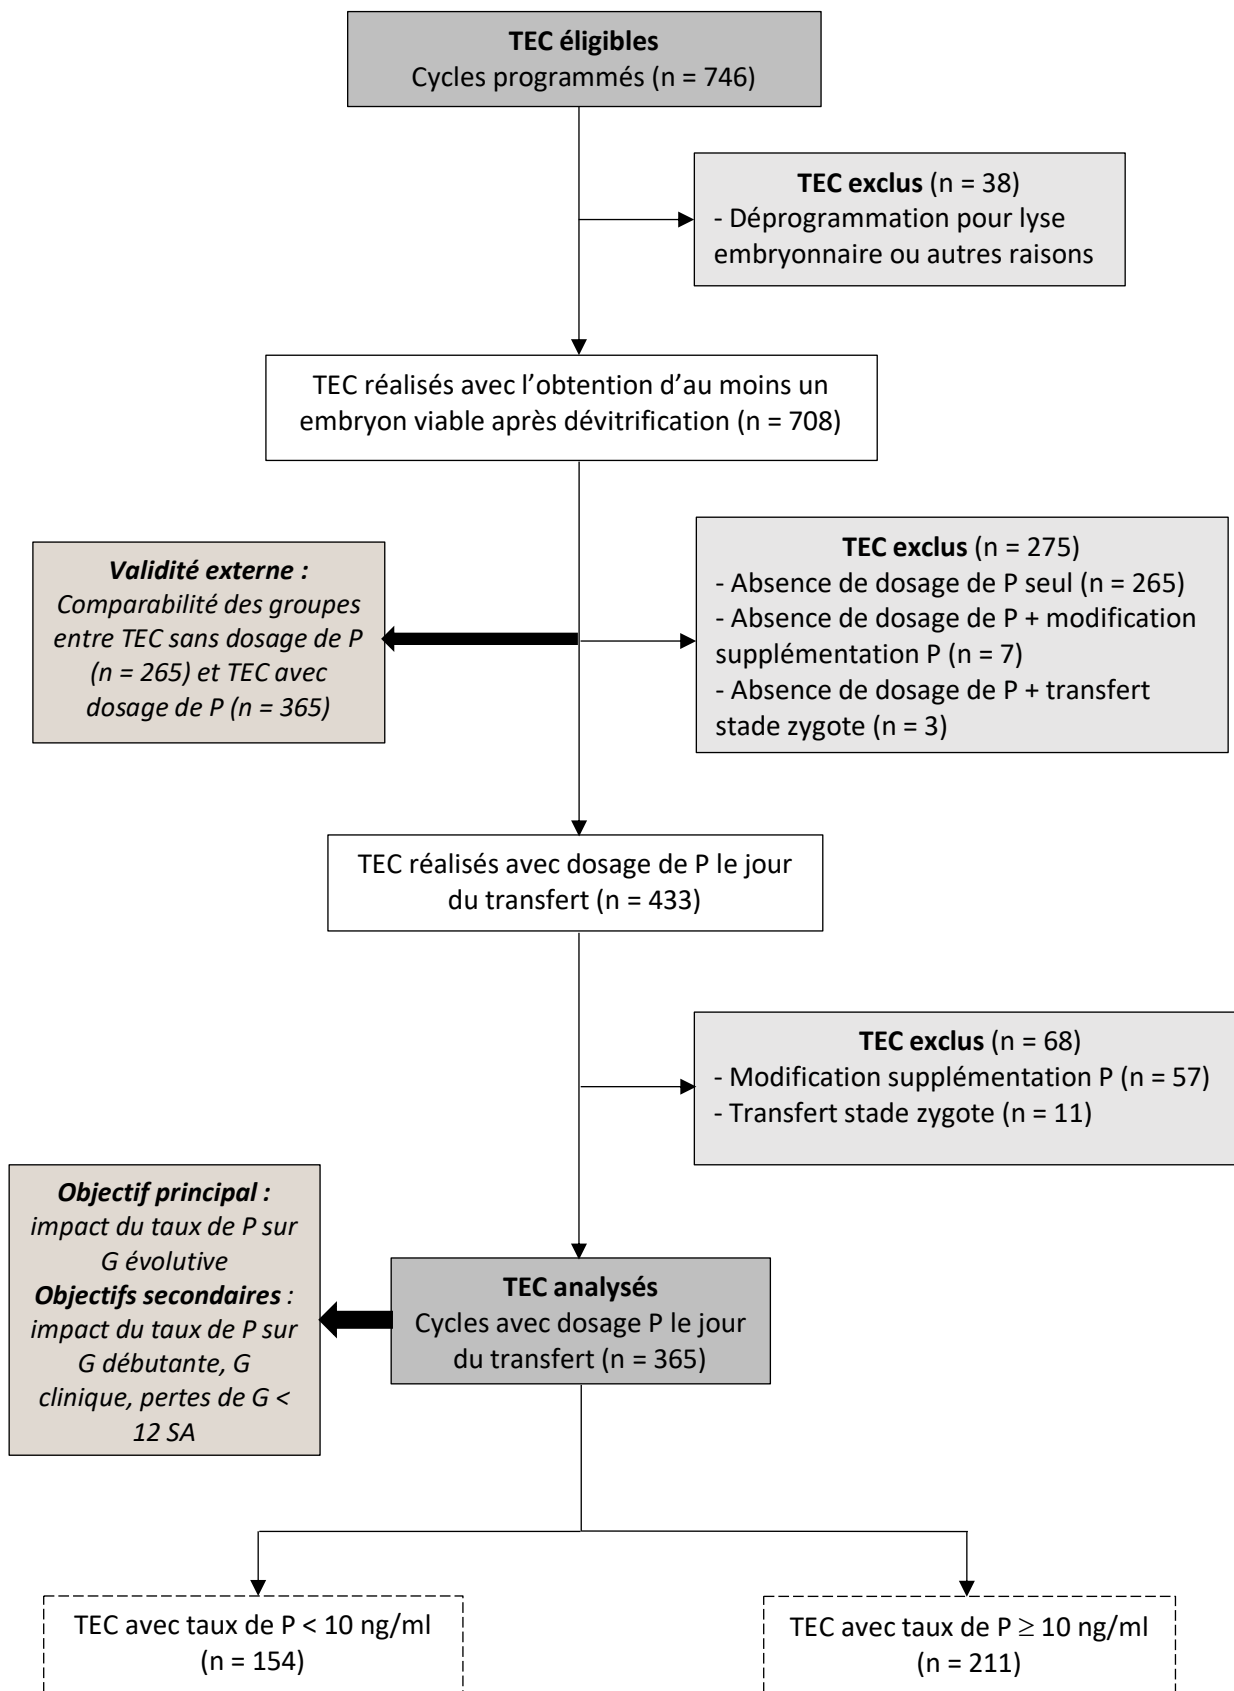 TEC éligibles
Cycles programmés (n = 746)
TEC exclus (n = 38)
- Déprogrammation pour lyse
embryonnaire ou autres raisons
TEC réalisés avec l’obtention d’au moins un
embryon viable après dévitrification (n = 708)
Validité externe :
Comparabilité des groupes
entre TEC sans dosage de P
(n = 265) et TEC avec
dosage de P (n = 365)
TEC exclus (n = 275)
- Absence de dosage de P seul (n = 265)
- Absence de dosage de P + modification
supplémentation P (n = 7)
- Absence de dosage de P + transfert
stade zygote (n = 3)
TEC réalisés avec dosage de P le jour
du transfert (n = 433)
TEC exclus (n = 68)
- Modification supplémentation P (n = 57)
- Transfert stade zygote (n = 11)
Objectif principal :
impact du taux de P sur
G évolutive
Objectifs secondaires :
impact du taux de P sur
G débutante, G
clinique, pertes de G <
12 SA
TEC analysés
Cycles avec dosage P le jour
du transfert (n = 365)
TEC avec taux de P < 10 ng/ml
(n = 154)
TEC avec taux de P ≥ 10 ng/ml
(n = 211)